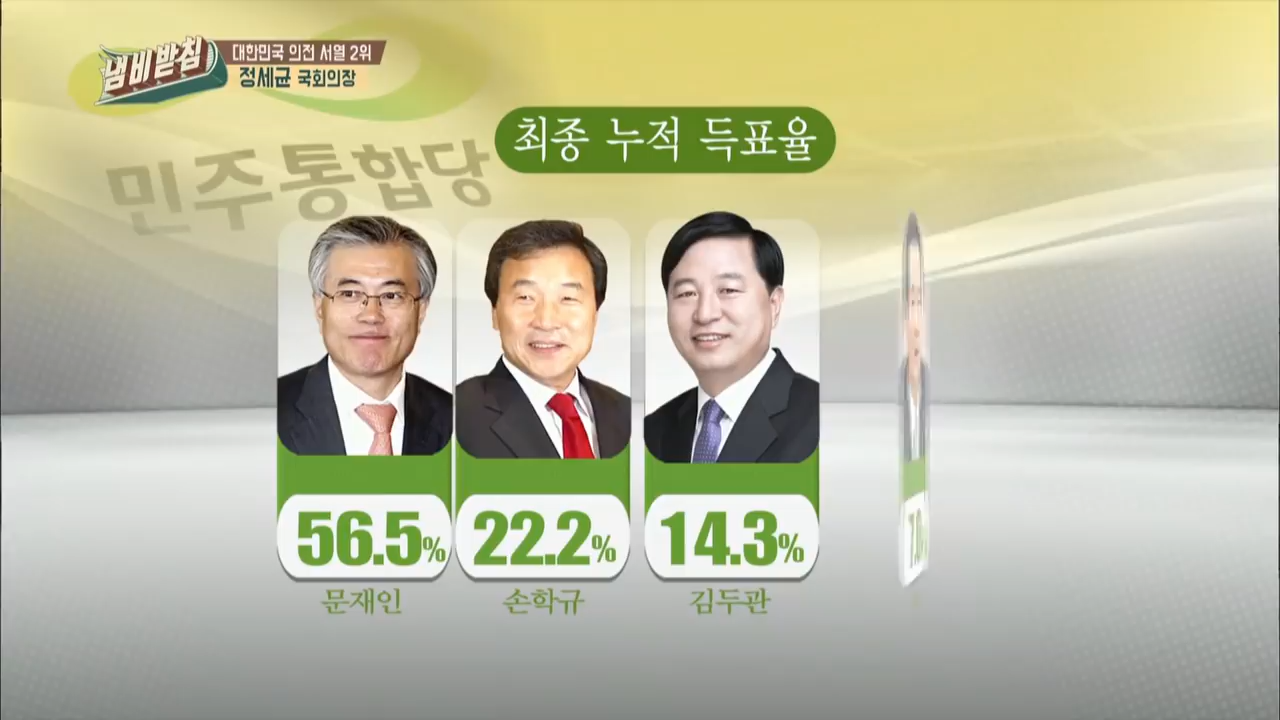 냄비받침
대한민국 의전 서열 2위
정세균 국회의장
최종 누적 득표율
민주통합당
56.5% 22.2% 14.3%
문재인 손학규 김두관